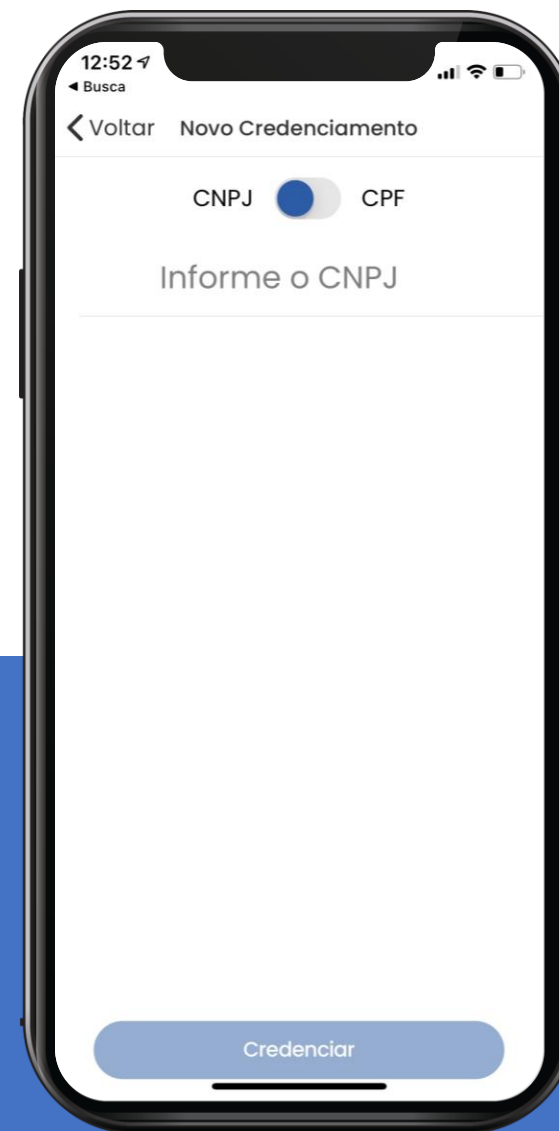 12:52
Busca
Voltar Novo Credenciamento
CNPJ CPF
Informe o CNPJ
Credenciar